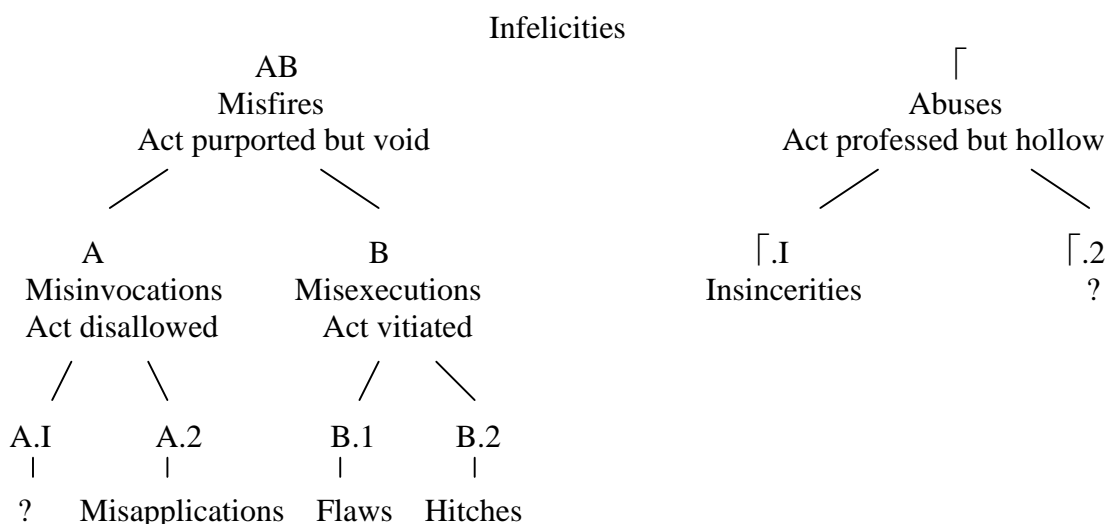 Infelicities
AB Γ
Misfires Abuses
Act purported but void Act professed but hollow
A B Γ.I Γ.2
Misinvocations Misexecutions Insincerities ?
Act disallowed Act vitiated
A.I A.2 B.1 B.2
? Misapplications Flaws Hitches